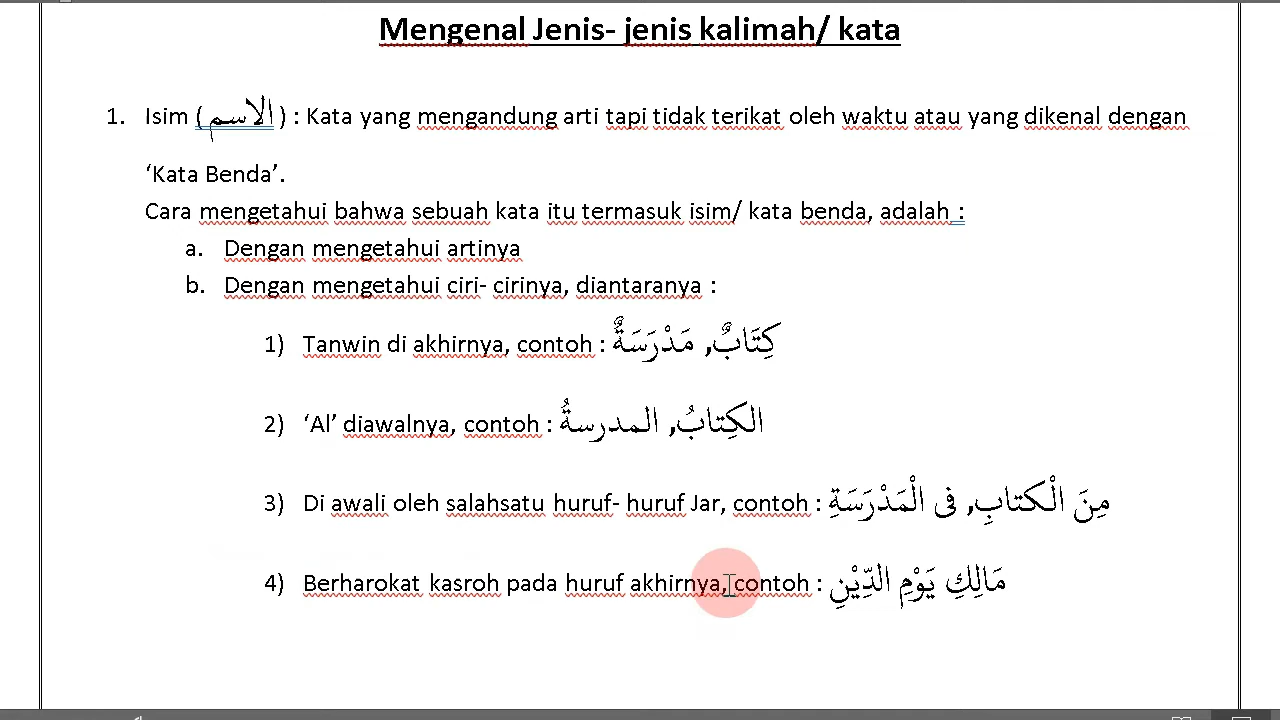 Mengenal Jenis- jenis kalimah/ kata
1. Isim (الاسم) : Kata yang mengandung arti tapi tidak terikat oleh waktu atau yang dikenal dengan
‘Kata Benda’.
Cara mengetahui bahwa sebuah kata itu termasuk isim/ kata benda, adalah :
a. Dengan mengetahui artinya
b. Dengan mengetahui ciri- cirinya, diantaranya :
1) Tanwin di akhirnya, contoh : كِتَابٌ, مَدْرَسَةٌ
2) ‘Al’ diawalnya, contoh : الكِتابُ, المدرسةُ
3) Di awali oleh salahsatu huruf- huruf Jar, contoh : مِنَ الْكتابِ, فى الْمَدْرَسَةِ
4) Berharokat kasroh pada huruf akhirnya, contoh : مَالِكِ يَوْمِ الدِّيْنِ